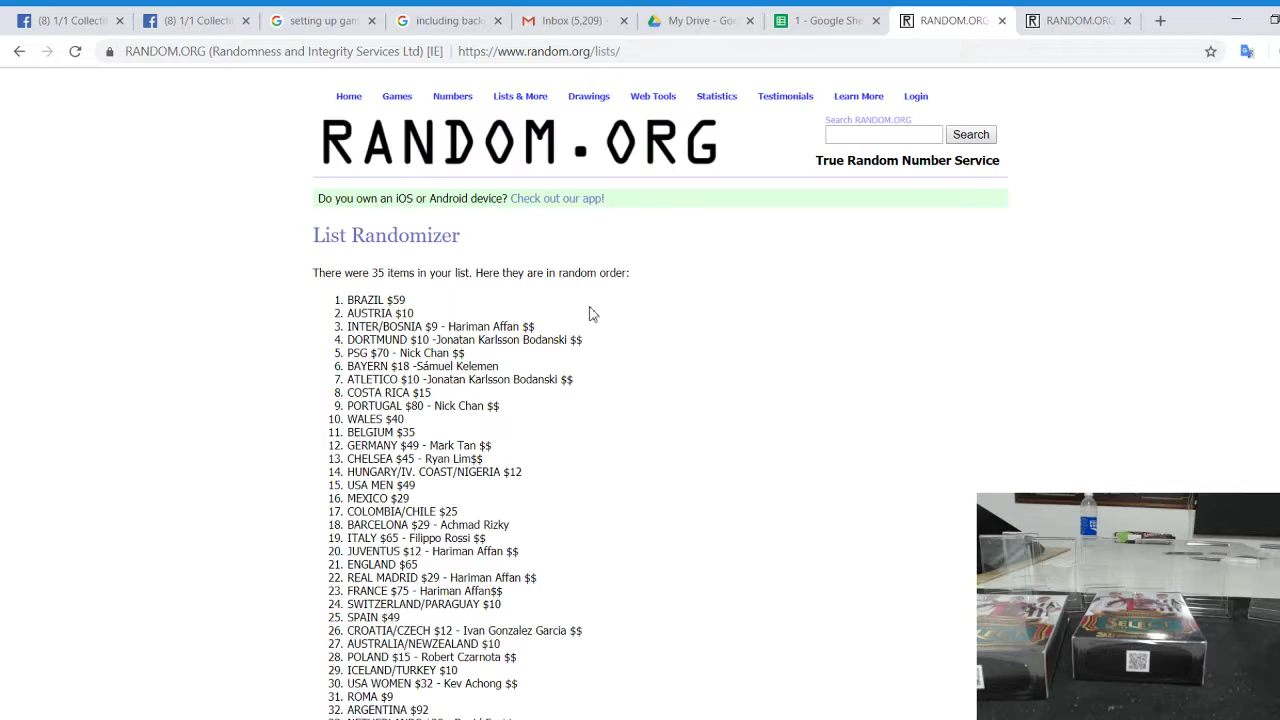 (8) 1/1 Collectin
(8) 1/1 Collectin
setting up gam
including back
Inbox (5,209) -
My Drive - Goo
1 - Google She
RANDOM.ORG
RANDOM.ORG
RANDOM.ORG (Randomness and Integrity Services Ltd) [IE]
https://www.random.org/lists/
Home Games Numbers Lists & More Drawings Web Tools Statistics Testimonials Learn More Login
RANDOM.ORG
Search RANDOM.ORG
Search
True Random Number Service
Do you own an iOS or Android device? Check out our app!
List Randomizer
There were 35 items in your list. Here they are in random order:
1. BRAZIL $59
2. AUSTRIA $10
3. INTER/BOSNIA $9 - Hariman Affan $$
4. DORTMUND $10 -Jonatan Karlsson Bodanski $$
5. PSG $70 - Nick Chan $$
6. BAYERN $18 -Sámuel Kelemen
7. ATLETICO $10 -Jonatan Karlsson Bodanski $$
8. COSTA RICA $15
9. PORTUGAL $80 - Nick Chan $$
10. WALES $40
11. BELGIUM $35
12. GERMANY $49 - Mark Tan $$
13. CHELSEA $45 - Ryan Lim$$
14. HUNGARY/IV. COAST/NIGERIA $12
15. USA MEN $49
16. MEXICO $29
17. COLOMBIA/CHILE $25
18. BARCELONA $29 - Achmad Rizky
19. ITALY $65 - Filippo Rossi $$
20. JUVENTUS $12 - Hariman Affan $$
21. ENGLAND $65
22. REAL MADRID $29 - Hariman Affan $$
23. FRANCE $75 - Hariman Affan$$
24. SWITZERLAND/PARAGUAY $10
25. SPAIN $49
26. CROATIA/CZECH $12 - Ivan Gonzalez Garcia $$
27. AUSTRALIA/NEWZEALAND $10
28. POLAND $15 - Robert Czarnota $$
29. ICELAND/TURKEY $10
30. USA WOMEN $32 - Kev Achong $$
31. ROMA $9
32. ARGENTINA $92
SELECT